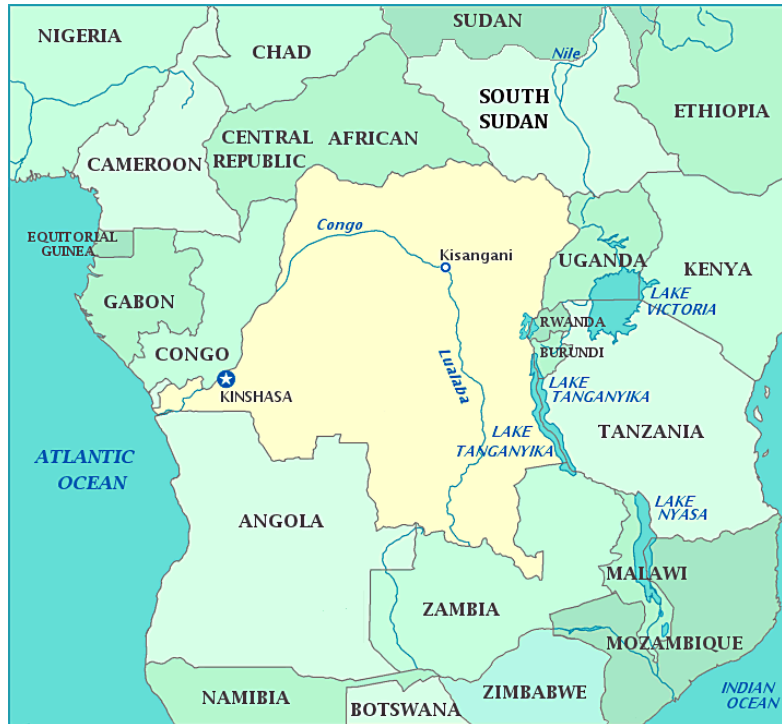 NIGERIA
CHAD
SUDAN
Nile
SOUTH
SUDAN
ETHIOPIA
CENTRAL AFRICAN
REPUBLIC
CAMEROON
Congo
Kisangani
EQUITORIAL
GUINEA
UGANDA
KENYA
GABON
LAKE
VICTORIA
RWANDA
CONGO
BURUNDI
Lualaba
KINSHASA
LAKE
TANGANYIKA
LAKE
TANGANYIKA
TANZANIA
ATLANTIC
OCEAN
LAKE
NYASA
ANGOLA
MALAWI
ZAMBIA
MOZAMBIQUE
NAMIBIA
BOTSWANA
ZIMBABWE
INDIAN
OCEAN